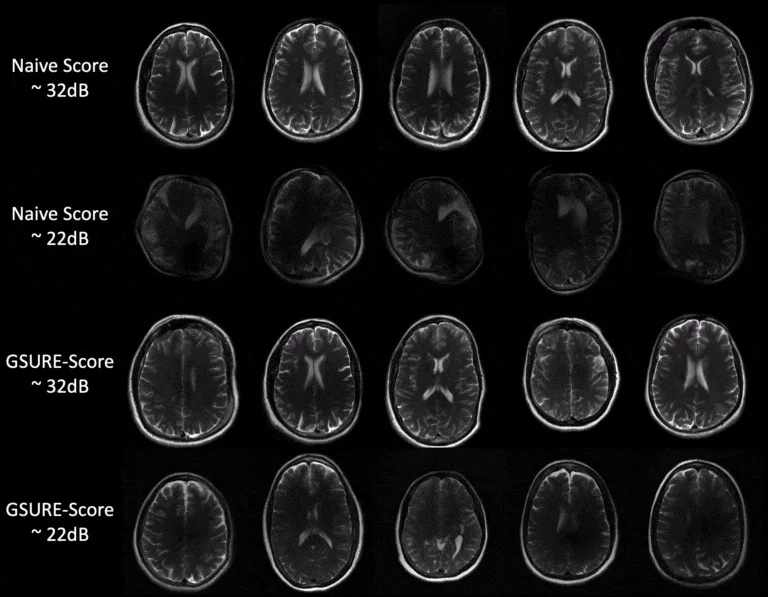 Naive Score
~ 32dB
Naive Score
~ 22dB
GSURE-Score
~ 32dB
GSURE-Score
~ 22dB